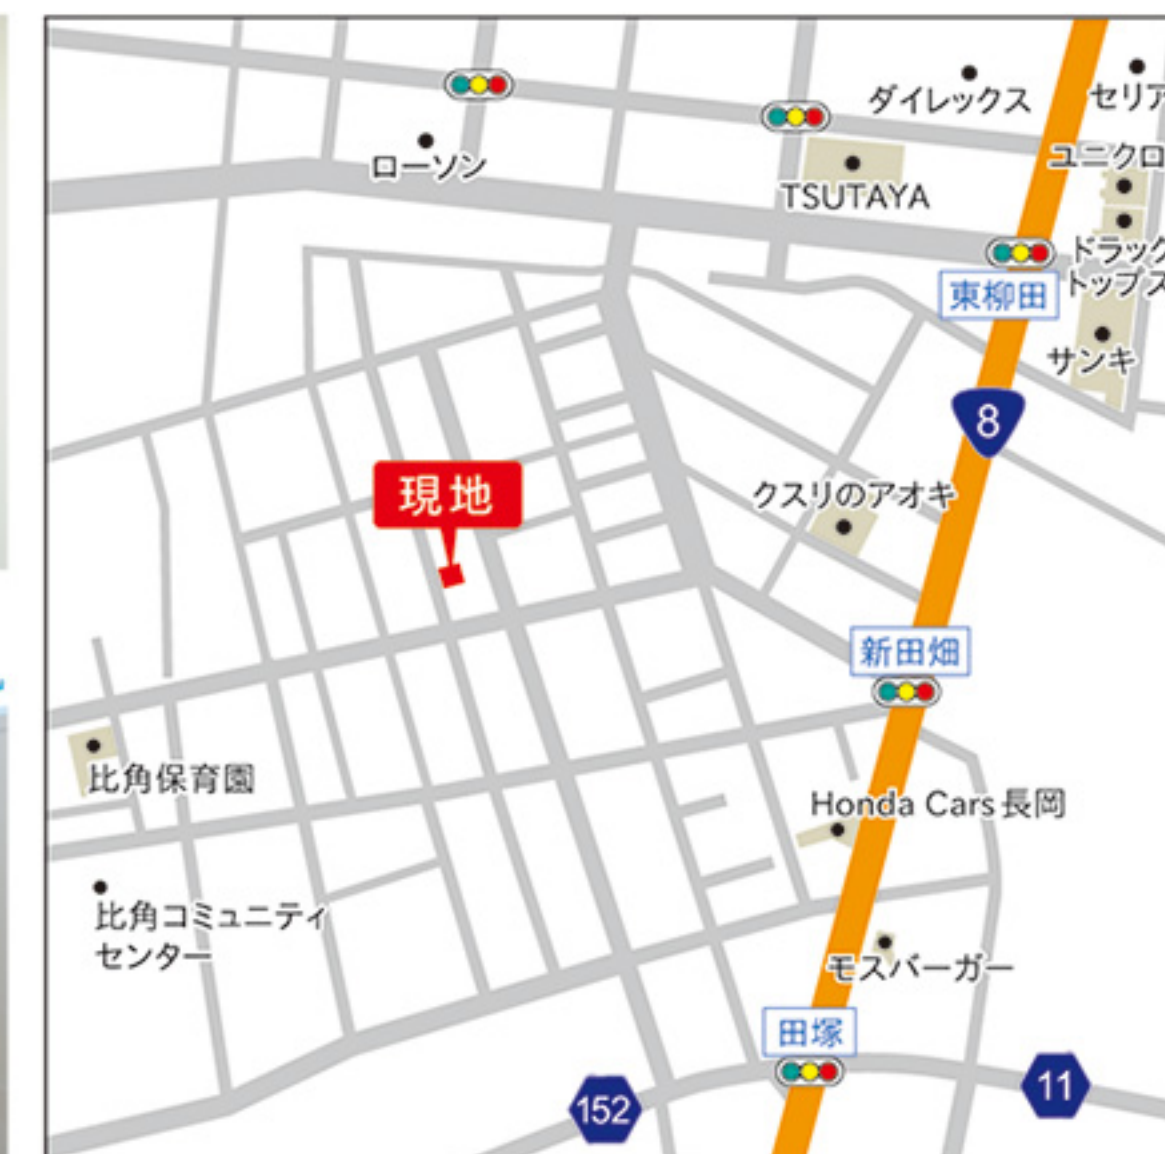 ダイレックス
セリア
ローソン
ユニクロ
TSUTAYA
ドラッグ
トップス
東柳田
サンキ
8
現地
クスリのアオキ
新田畑
比角保育園
Honda Cars 長岡
比角コミュニティ
センター
モスバーガー
田塚
152
11